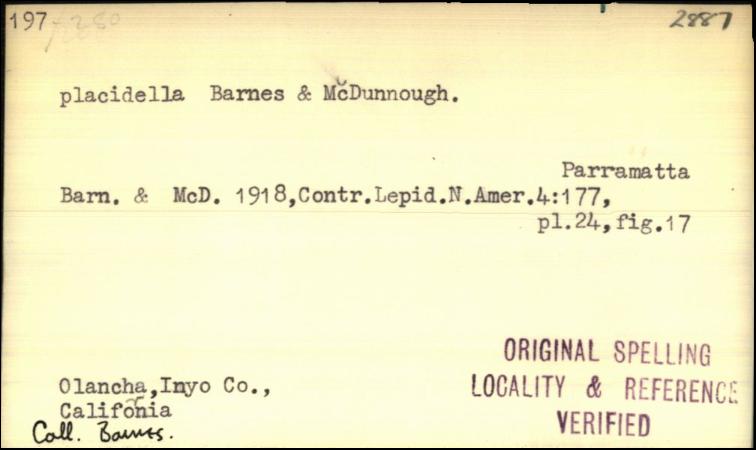 197
2887
placidella Barnes & McDunnough.
Parramatta
Barn. & McD. 1918,Contr.Lepid.N.Amer.4:177,
pl.24,fig.17
ORIGINAL SPELLING
LOCALITY & REFERENCE
VERIFIED
Olancha,Inyo Co.,
Califonia
Coll. Barnes.